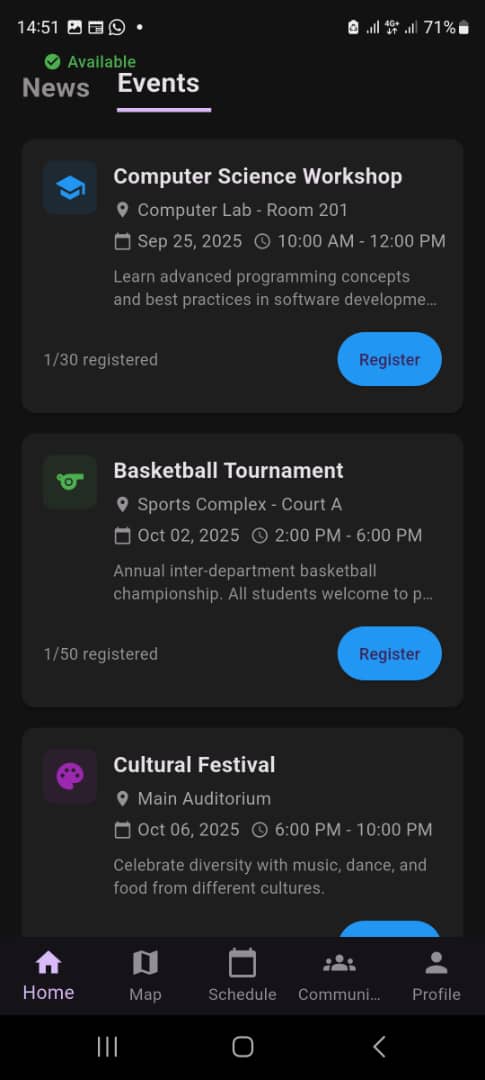 14:51 4G+ 71%
Available
News Events
Computer Science Workshop
Computer Lab - Room 201
Sep 25, 2025 10:00 AM - 12:00 PM
Learn advanced programming concepts
and best practices in software developme…
1/30 registered Register
Basketball Tournament
Sports Complex - Court A
Oct 02, 2025 2:00 PM - 6:00 PM
Annual inter-department basketball
championship. All students welcome to p…
1/50 registered Register
Cultural Festival
Main Auditorium
Oct 06, 2025 6:00 PM - 10:00 PM
Celebrate diversity with music, dance, and
food from different cultures.
Home Map Schedule Communi… Profile